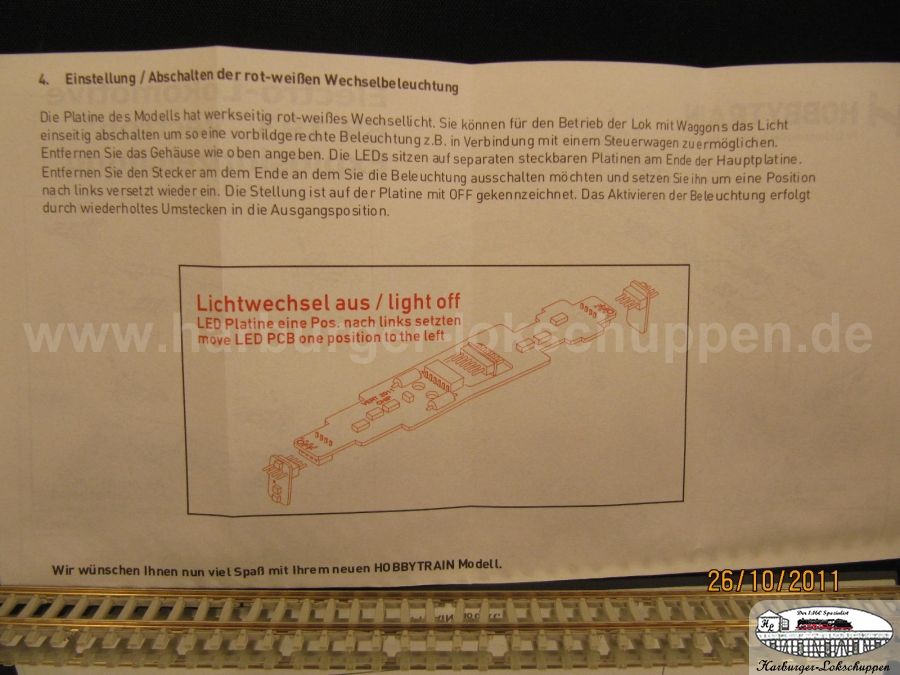 4. Einstellung / Abschalten der rot-weißen Wechselbeleuchtung
Die Platine des Modells hat werkseitig rot-weißes Wechsellicht. Sie können für den Betrieb der Lok mit Waggons das Licht
einseitig abschalten um so eine vorbildgerechte Beleuchtung z.B. in Verbindung mit einem Steuerwagen zu ermöglichen.
Entfernen Sie das Gehäuse wie oben angeben. Die LEDs sitzen auf separaten steckbaren Platinen am Ende der Hauptplatine.
Entfernen Sie den Stecker am dem Ende an dem Sie die Beleuchtung ausschalten möchten und setzen Sie ihn um eine Position
nach links versetzt wieder ein. Die Stellung ist auf der Platine mit OFF gekennzeichnet. Das Aktivieren der Beleuchtung erfolgt
durch wiederholtes Umstecken in die Ausgangsposition.
Lichtwechsel aus / light off
LED Platine eine Pos. nach links setzten
move LED PCB one position to the left
www.harburger-lokschuppen.de
OFF
Wir wünschen Ihnen nun viel Spaß mit Ihrem neuen HOBBYTRAIN Modell.
26/10/2011
Der 1:160 Spezialist
HL
Harburger-Lokschuppen